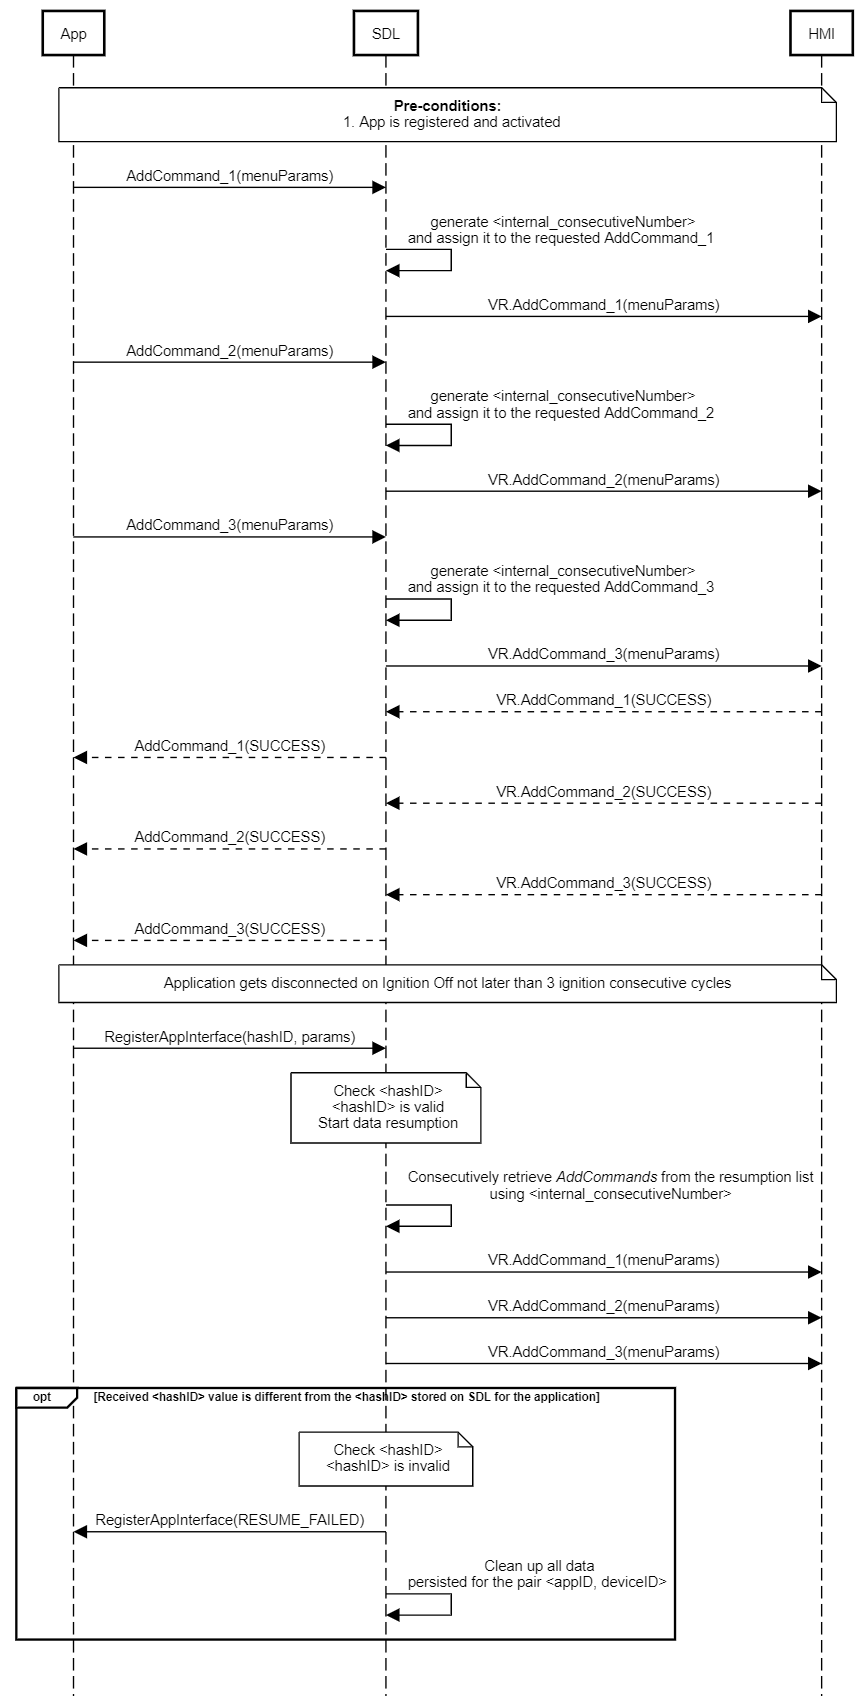 App
SDL
HMI
Pre-conditions:
1. App is registered and activated
AddCommand_1(menuParams)
generate <internal_consecutiveNumber>
and assign it to the requested AddCommand_1
VR.AddCommand_1(menuParams)
AddCommand_2(menuParams)
generate <internal_consecutiveNumber>
and assign it to the requested AddCommand_2
VR.AddCommand_2(menuParams)
AddCommand_3(menuParams)
generate <internal_consecutiveNumber>
and assign it to the requested AddCommand_3
VR.AddCommand_3(menuParams)
VR.AddCommand_1(SUCCESS)
AddCommand_1(SUCCESS)
VR.AddCommand_2(SUCCESS)
AddCommand_2(SUCCESS)
VR.AddCommand_3(SUCCESS)
AddCommand_3(SUCCESS)
Application gets disconnected on Ignition Off not later than 3 ignition consecutive cycles
RegisterAppInterface(hashID, params)
Check <hashID>
<hashID> is valid
Start data resumption
Consecutively retrieve AddCommands from the resumption list
using <internal_consecutiveNumber>
VR.AddCommand_1(menuParams)
VR.AddCommand_2(menuParams)
VR.AddCommand_3(menuParams)
opt
[Received <hashID> value is different from the <hashID> stored on SDL for the application]
Check <hashID>
<hashID> is invalid
RegisterAppInterface(RESUME_FAILED)
Clean up all data
persisted for the pair <appID, deviceID>